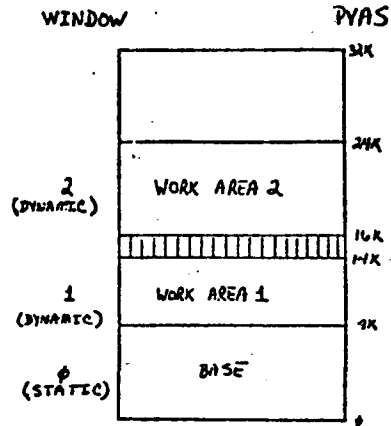 WINDOW PVAS
32K
24K
2 WORK AREA 2
(DYNAMIC)
16K
14K
1 WORK AREA 1
(DYNAMIC)
8K
φ BASE
(STATIC)